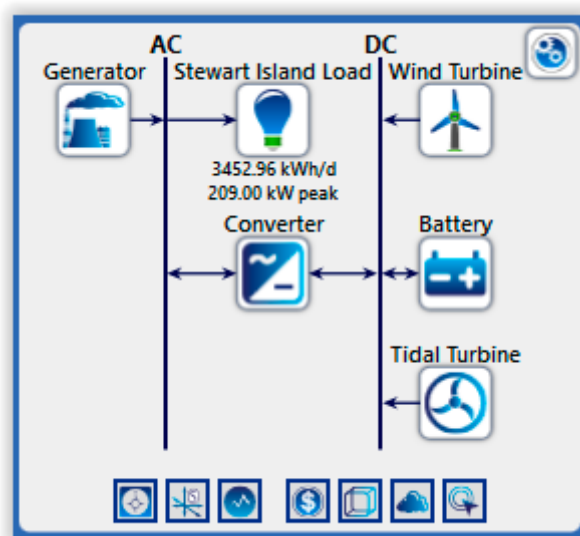 AC
DC
Generator
Stewart Island Load
Wind Turbine
3452.96 kWh/d
209.00 kW peak
Converter
Battery
Tidal Turbine